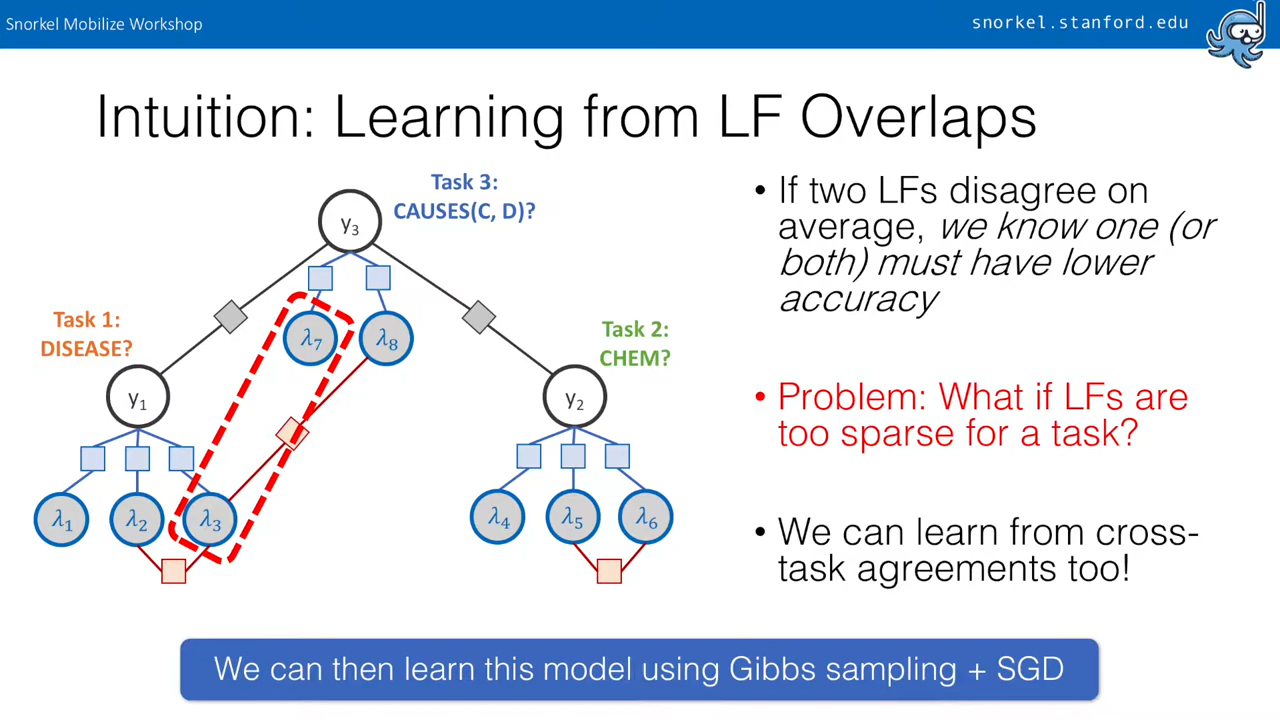 Snorkel Mobilize Workshop
snorkel.stanford.edu
Intuition: Learning from LF Overlaps
Task 3:
CAUSES(C, D)?
y3
λ7
λ8
Task 1:
DISEASE?
Task 2:
CHEM?
y1
y2
λ1
λ2
λ3
λ4
λ5
λ6
• If two LFs disagree on
average, we know one (or
both) must have lower
accuracy
• Problem: What if LFs are
too sparse for a task?
• We can learn from cross-
task agreements too!
We can then learn this model using Gibbs sampling + SGD